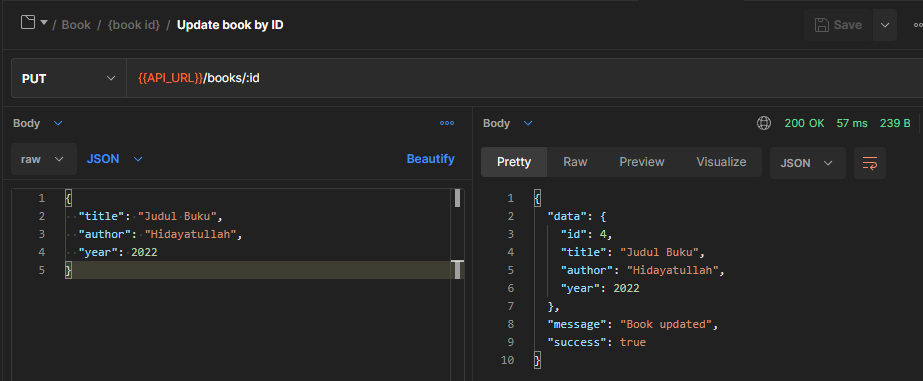 / Book / {book id} / Update book by ID
Save
PUT
{{API_URL}}/books/:id
Body
raw
JSON
Beautify
1 {
2 "title": "Judul Buku",
3 "author": "Hidayatullah",
4 "year": 2022
5 }
Body
200 OK 57 ms 239 B
Pretty Raw Preview Visualize JSON
1 {
2 "data": {
3 "id": 4,
4 "title": "Judul Buku",
5 "author": "Hidayatullah",
6 "year": 2022
7 },
8 "message": "Book updated",
9 "success": true
10 }